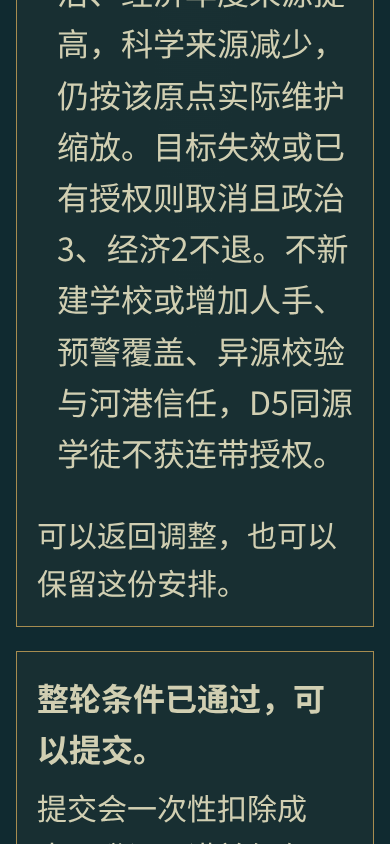 治、经济年度来源提
高，科学来源减少，
仍按该原点实际维护
缩放。目标失效或已
有授权则取消且政治
3、经济2不退。不新
建学校或增加人手、
预警覆盖、异源校验
与河港信任，D5同源
学徒不获连带授权。
可以返回调整，也可以
保留这份安排。
整轮条件已通过，可
以提交。
提交会一次性扣除成